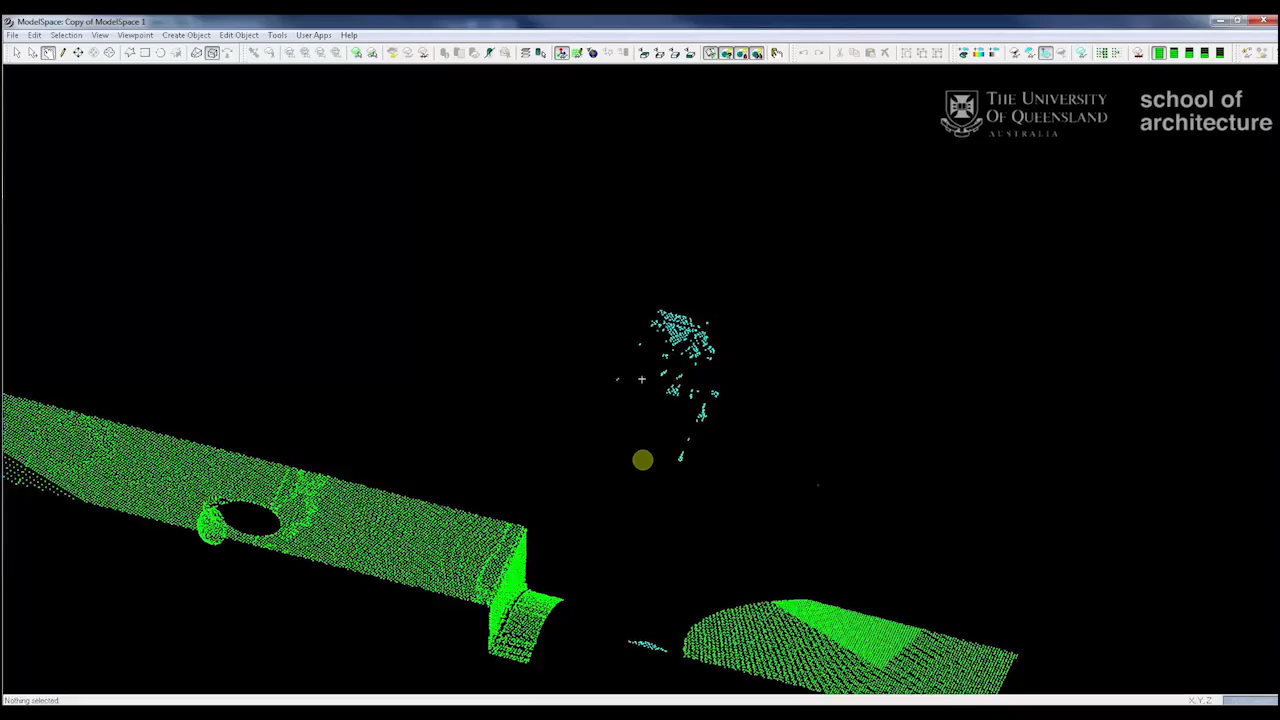 ModelSpace: Copy of ModelSpace 1
File Edit Selection View Viewpoint Create Object Edit Object Tools User Apps Help
THE UNIVERSITY
OF QUEENSLAND
AUSTRALIA
school of
architecture
Nothing selected.
X, Y, Z